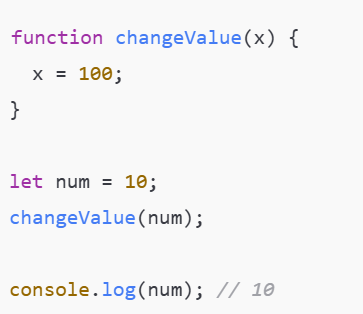 function changeValue(x) {
  x = 100;
}

let num = 10;
changeValue(num);

console.log(num); // 10